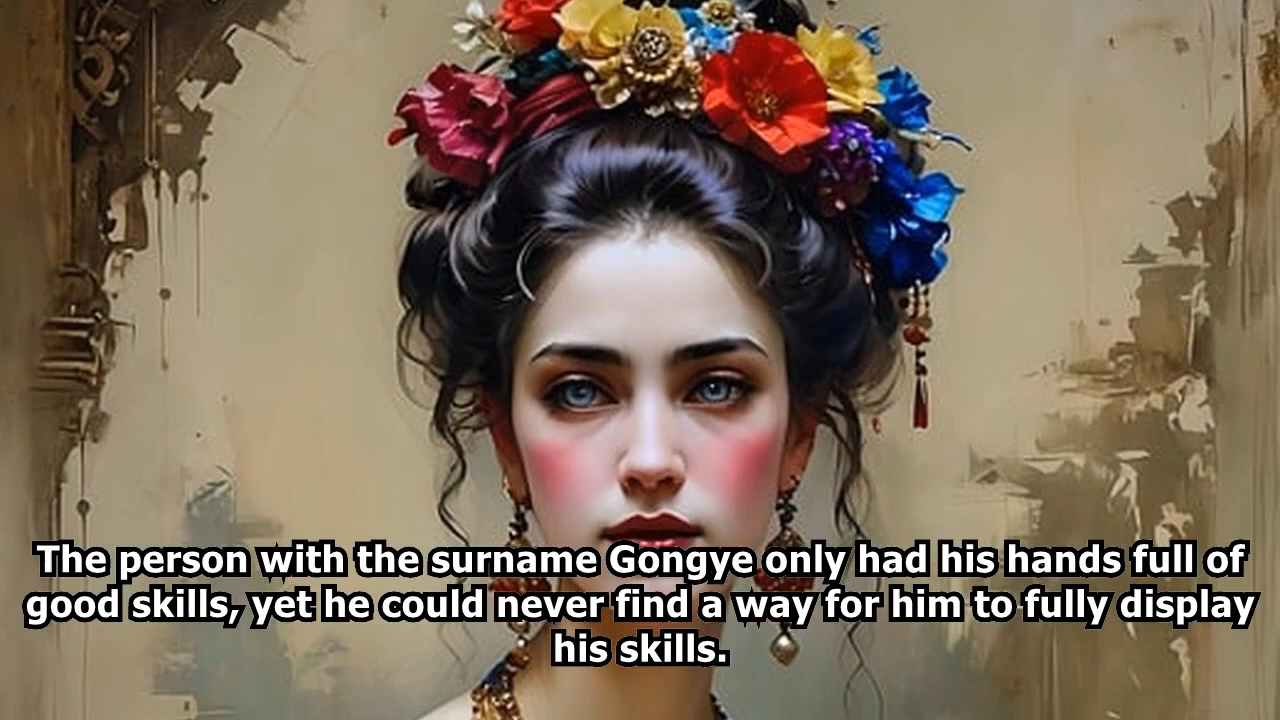 The person with the surname Gongye only had his hands full of
good skills, yet he could never find a way for him to fully display
his skills.